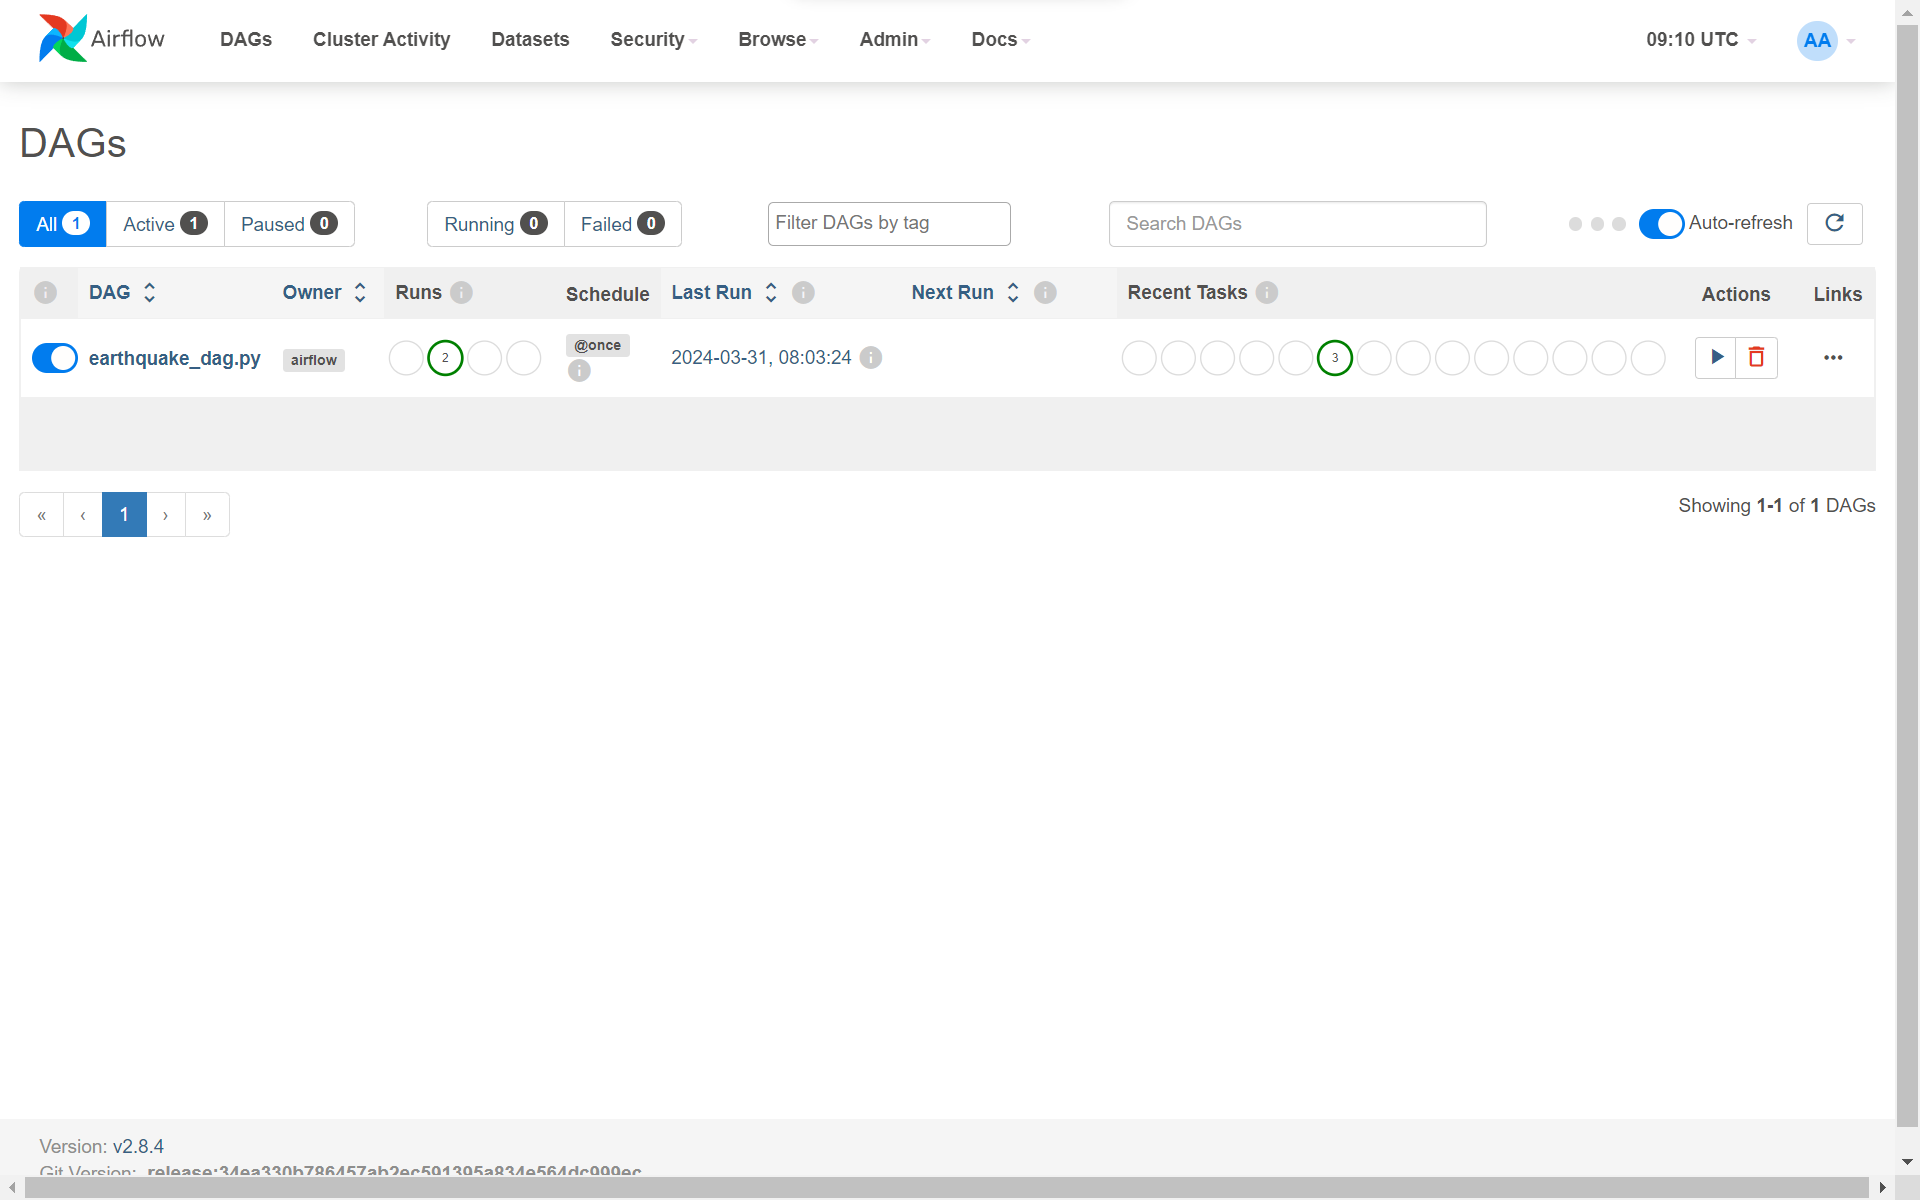 Airflow DAGs Cluster Activity Datasets Security Browse Admin Docs 09:10 UTC AA
DAGs
All 1 Active 1 Paused 0 Running 0 Failed 0 Filter DAGs by tag Search DAGs Auto-refresh
DAG Owner Runs Schedule Last Run Next Run Recent Tasks Actions Links
earthquake_dag.py airflow 2 @once 2024-03-31, 08:03:24 3
« ‹ 1 › » Showing 1-1 of 1 DAGs
Version: v2.8.4
Git Version: .release:34ea330b786457ab2ec591395a834e564dc999ec